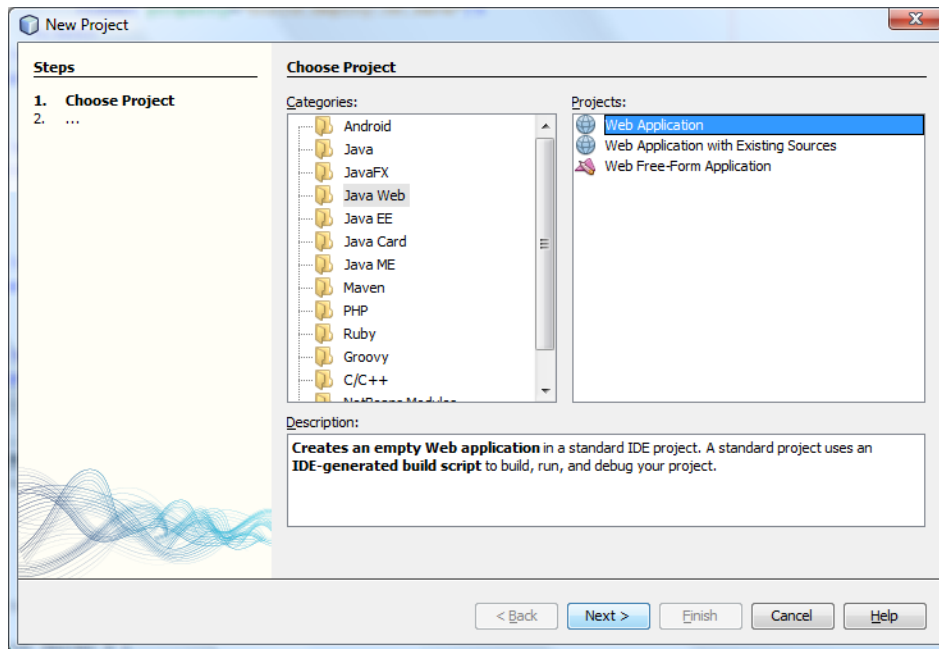 New Project
Steps
1. Choose Project
2. ...
Choose Project
Categories:
Android
Java
JavaFX
Java Web
Java EE
Java Card
Java ME
Maven
PHP
Ruby
Groovy
C/C++
NetBeans Modules
Projects:
Web Application
Web Application with Existing Sources
Web Free-Form Application
Description:
Creates an empty Web application in a standard IDE project. A standard project uses an
IDE-generated build script to build, run, and debug your project.
< Back
Next >
Finish
Cancel
Help